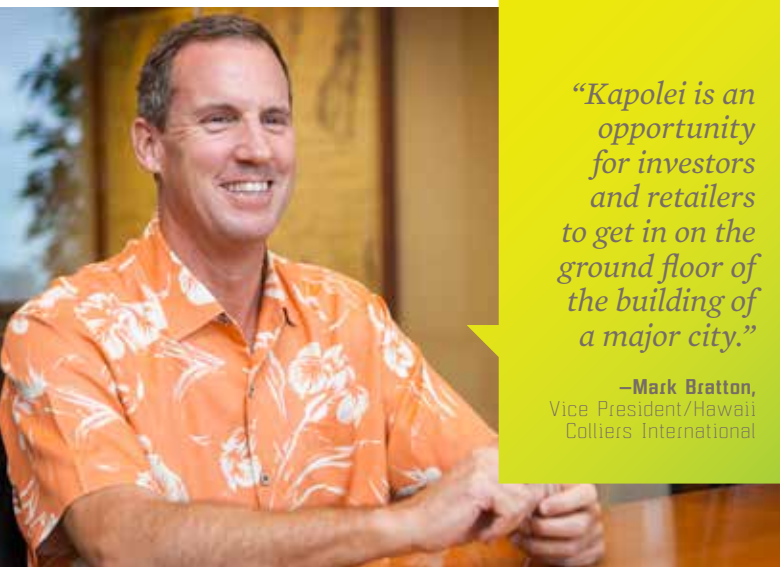 “Kapolei is an
opportunity
for investors
and retailers
to get in on the
ground floor of
the building of
a major city.”
—Mark Bratton,
Vice President/Hawaii
Colliers International